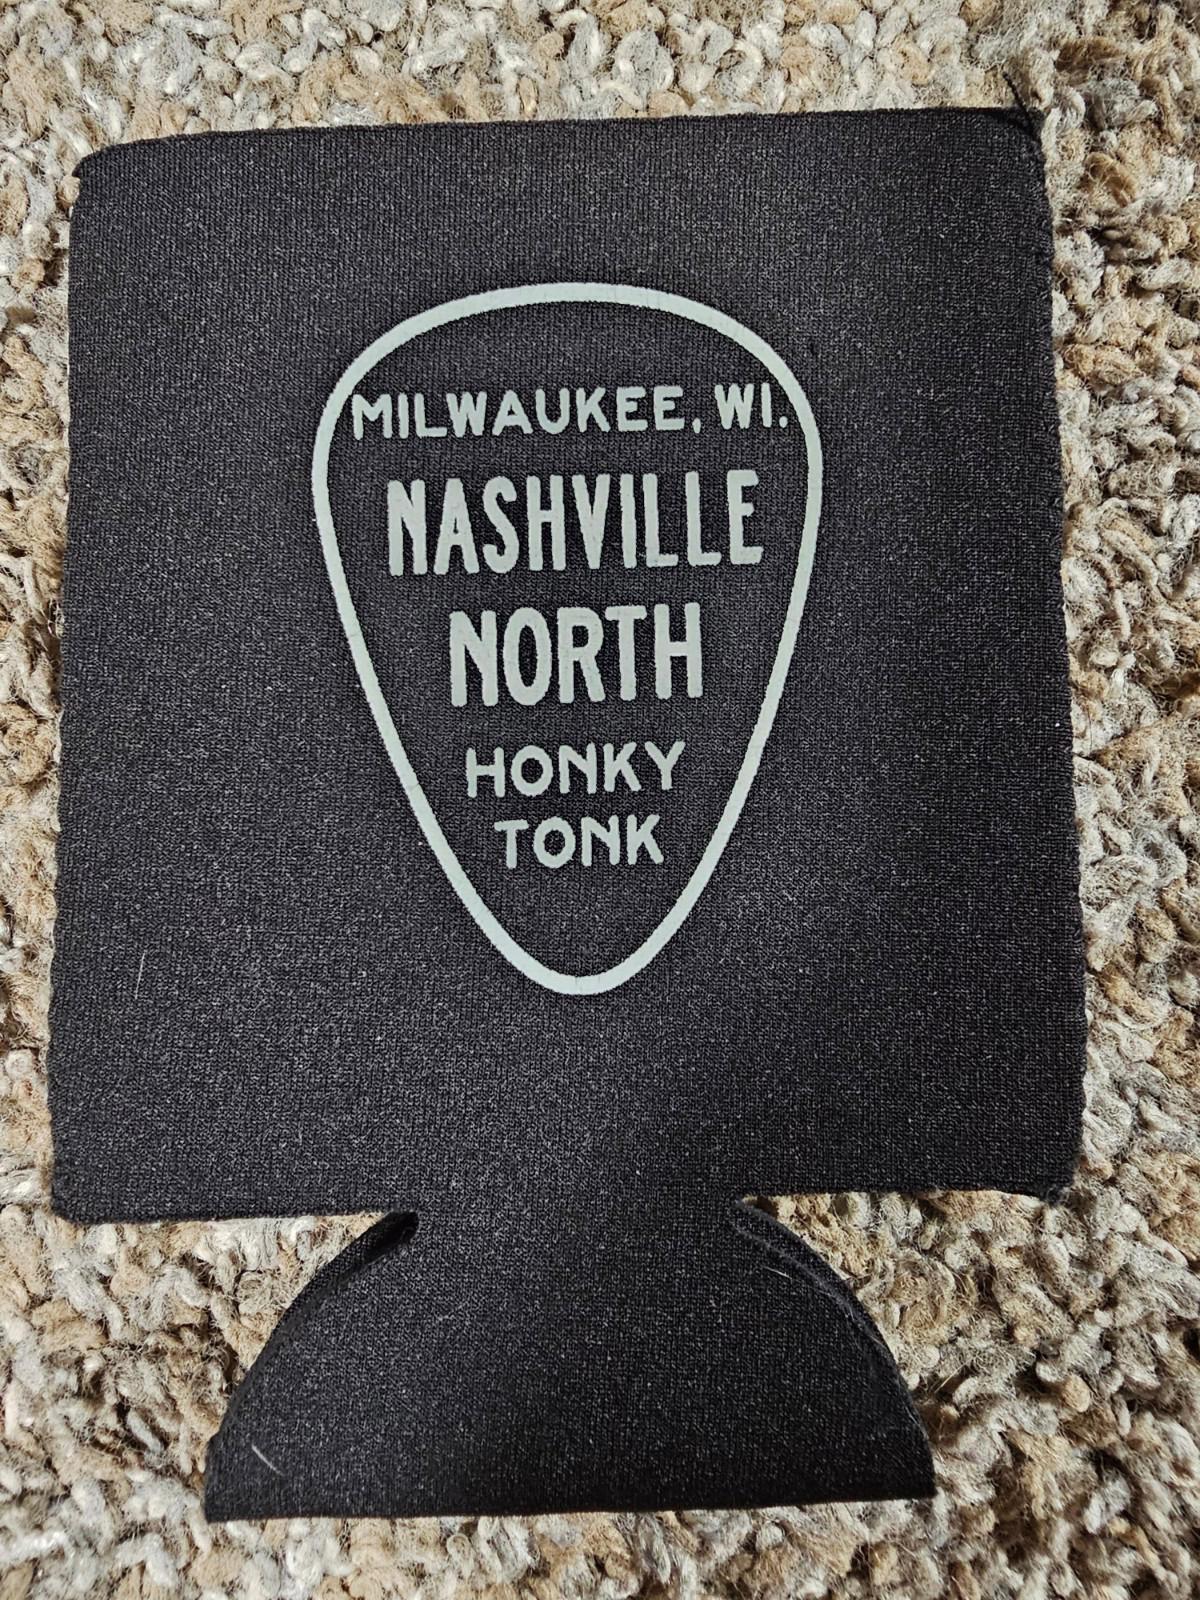 MILWAUKEE, WI.
NASHVILLE
NORTH
HONKY
TONK